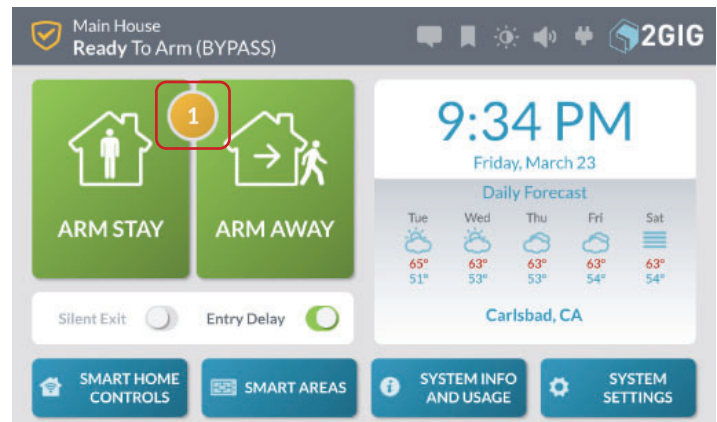 Main House
Ready To Arm (BYPASS)
2GIG
1
ARM STAY
ARM AWAY
Silent Exit
Entry Delay
9:34 PM
Friday, March 23
Daily Forecast
Tue Wed Thu Fri Sat
65° 63° 63° 63° 63°
51° 53° 53° 54° 54°
Carlsbad, CA
SMART HOME
CONTROLS
SMART AREAS
SYSTEM INFO
AND USAGE
SYSTEM
SETTINGS